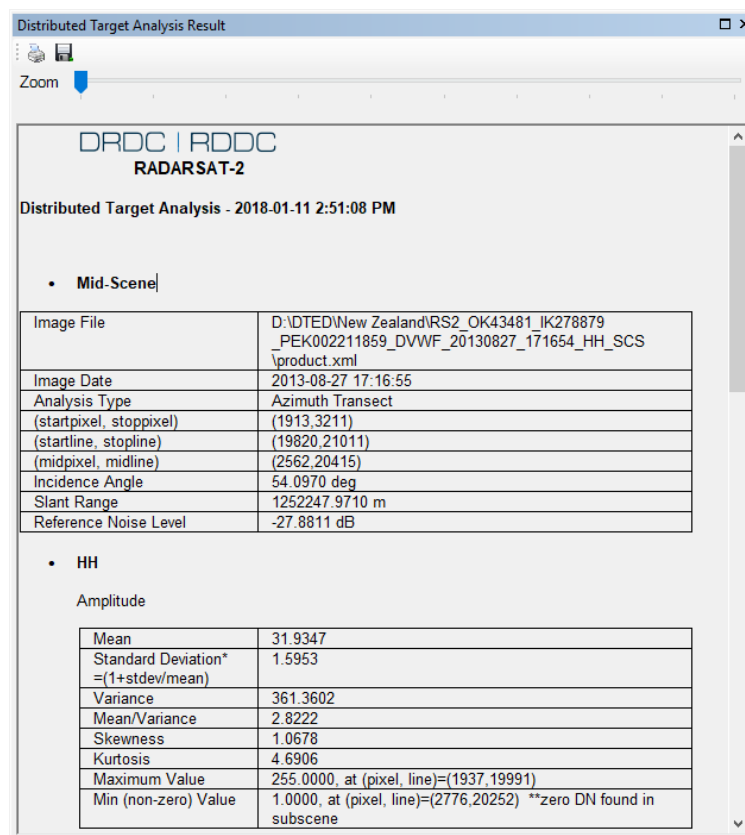 Distributed Target Analysis Result
Zoom
DRDC | RDDC
RADARSAT-2
Distributed Target Analysis - 2018-01-11 2:51:08 PM
• Mid-Scene
Image File D:\DTED\New Zealand\RS2_OK43481_IK278879
_PEK002211859_DVWF_20130827_171654_HH_SCS
\product.xml
Image Date 2013-08-27 17:16:55
Analysis Type Azimuth Transect
(startpixel, stoppixel) (1913,3211)
(startline, stopline) (19820,21011)
(midpixel, midline) (2562,20415)
Incidence Angle 54.0970 deg
Slant Range 1252247.9710 m
Reference Noise Level -27.8811 dB
• HH
Amplitude
Mean 31.9347
Standard Deviation* 1.5953
=(1+stdev/mean)
Variance 361.3602
Mean/Variance 2.8222
Skewness 1.0678
Kurtosis 4.6906
Maximum Value 255.0000, at (pixel, line)=(1937,19991)
Min (non-zero) Value 1.0000, at (pixel, line)=(2776,20252) **zero DN found in
subscene